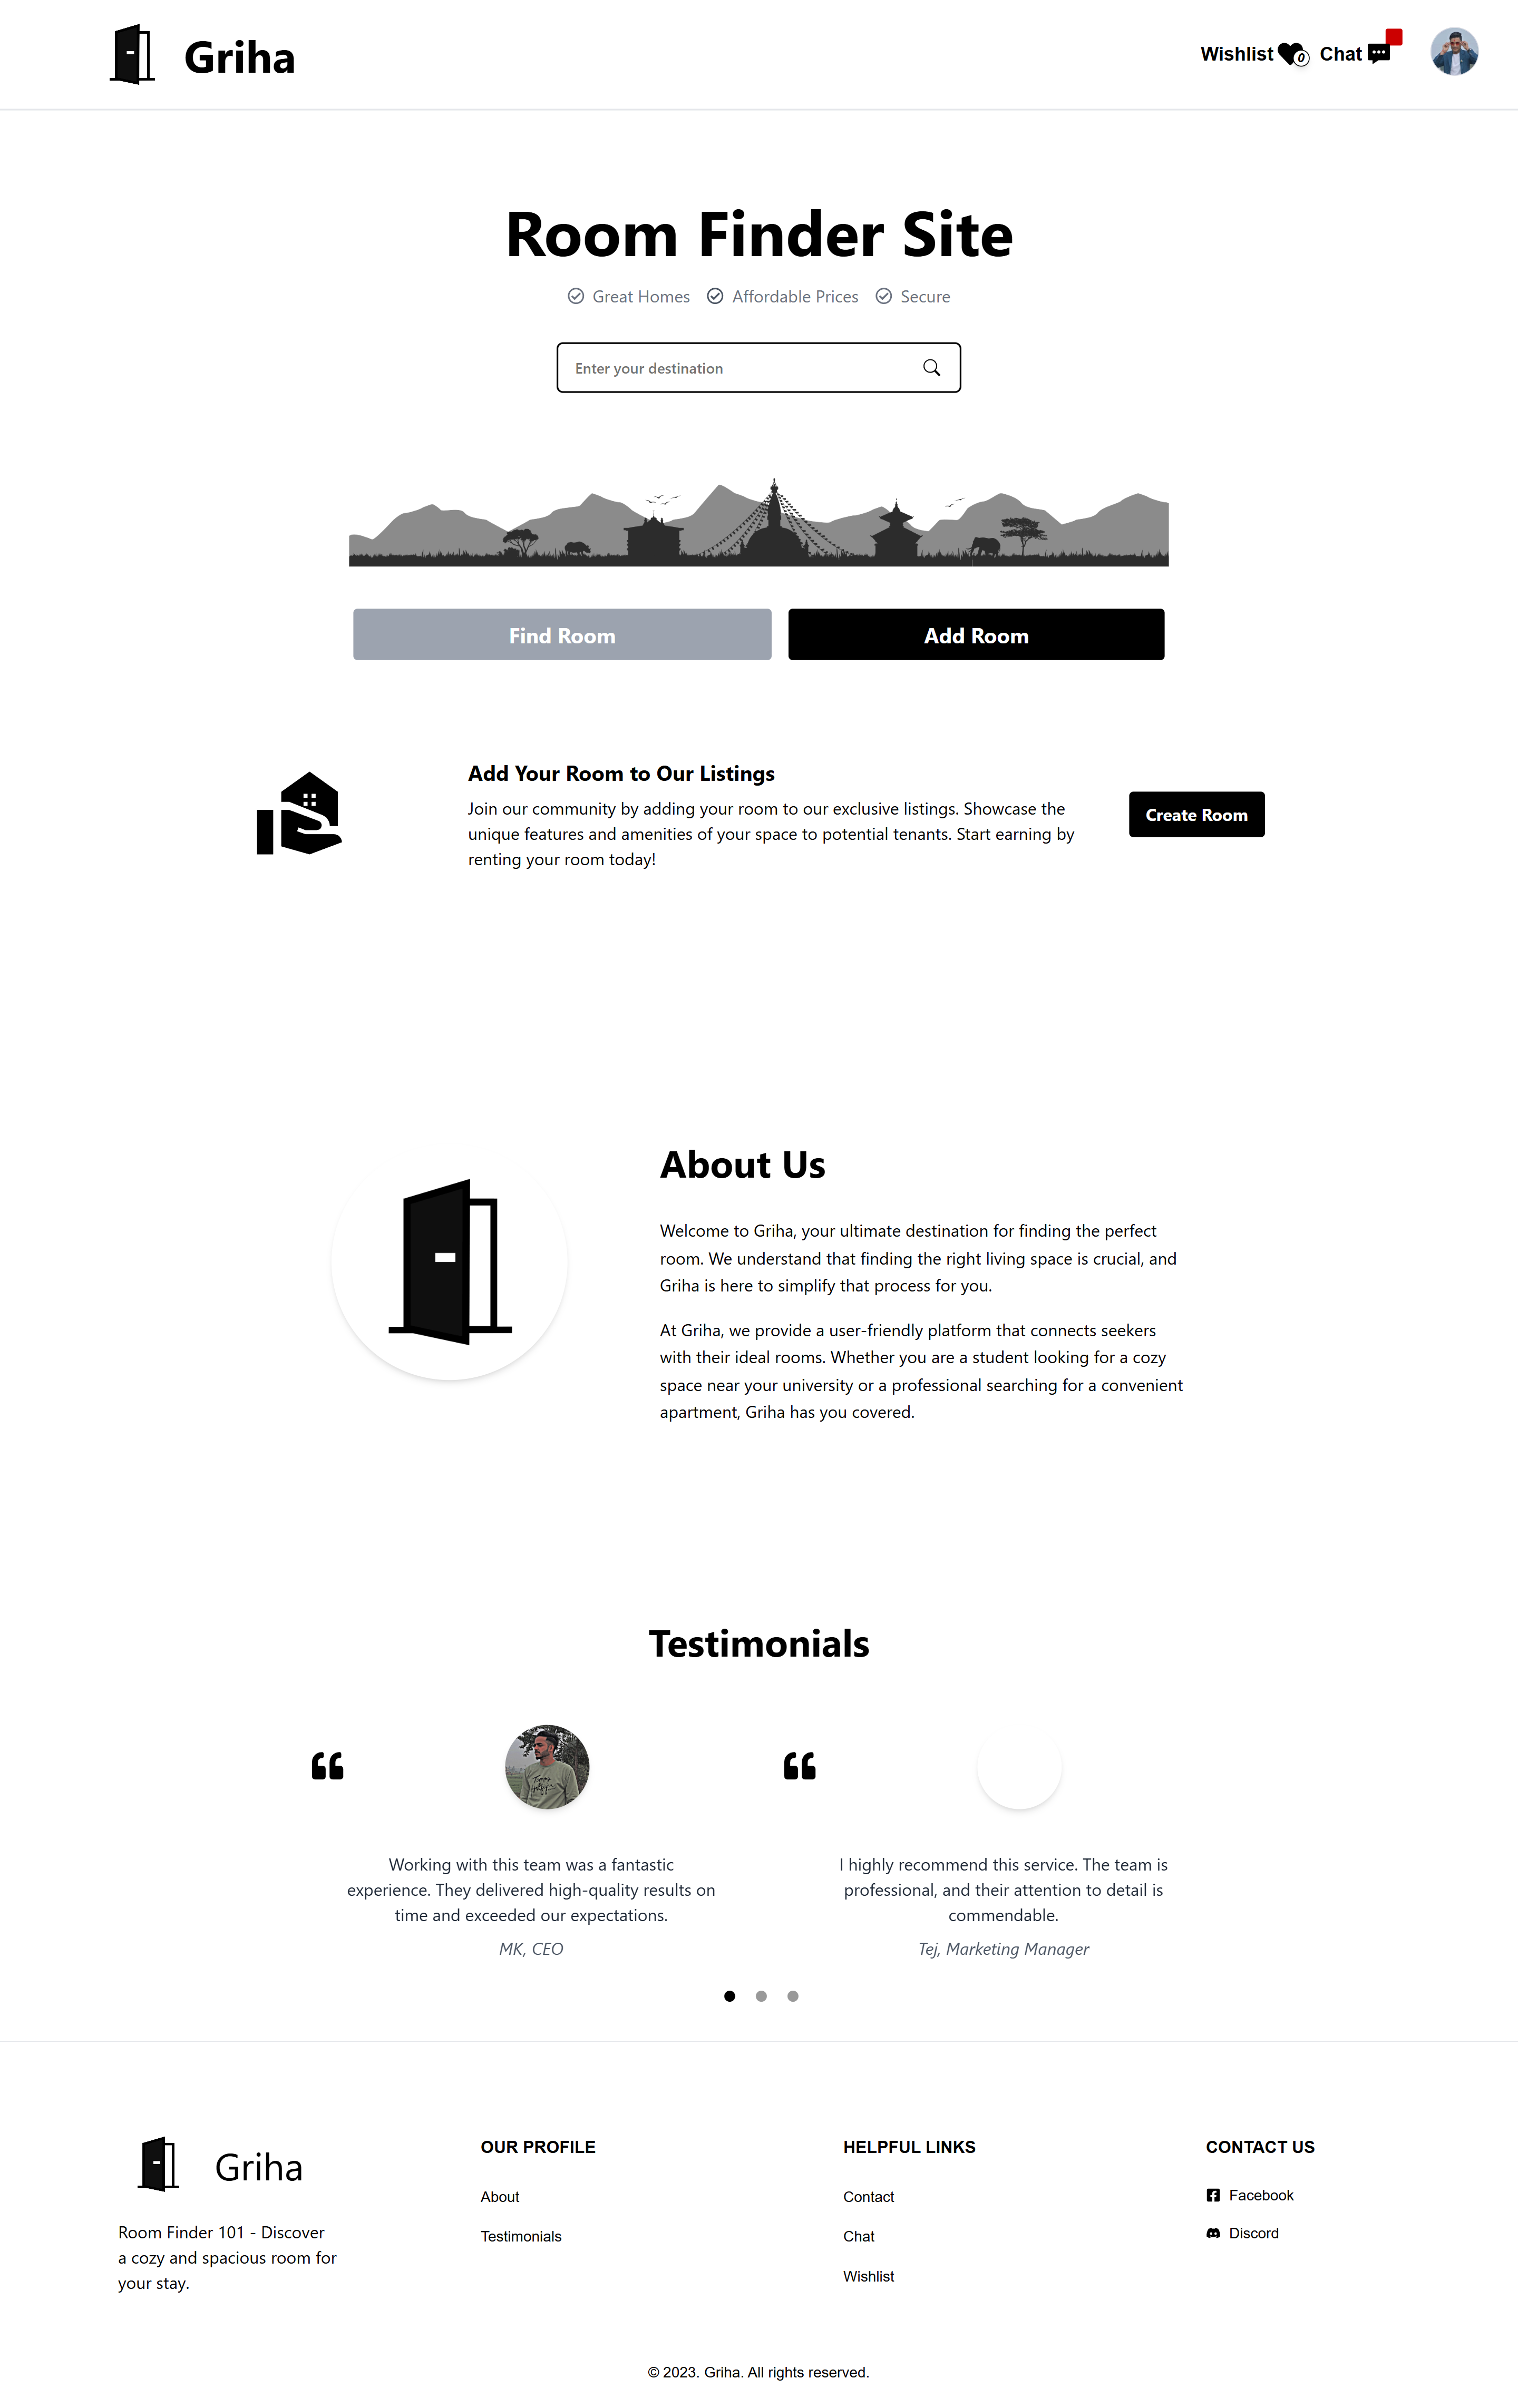 Griha
Wishlist 0 Chat
Room Finder Site
Great Homes Affordable Prices Secure
Enter your destination
Find Room Add Room
Add Your Room to Our Listings
Join our community by adding your room to our exclusive listings. Showcase the
unique features and amenities of your space to potential tenants. Start earning by
renting your room today!
Create Room
About Us
Welcome to Griha, your ultimate destination for finding the perfect
room. We understand that finding the right living space is crucial, and
Griha is here to simplify that process for you.
At Griha, we provide a user-friendly platform that connects seekers
with their ideal rooms. Whether you are a student looking for a cozy
space near your university or a professional searching for a convenient
apartment, Griha has you covered.
Testimonials
Working with this team was a fantastic
experience. They delivered high-quality results on
time and exceeded our expectations.
MK, CEO
I highly recommend this service. The team is
professional, and their attention to detail is
commendable.
Tej, Marketing Manager
Griha
Room Finder 101 - Discover
a cozy and spacious room for
your stay.
OUR PROFILE
About
Testimonials
HELPFUL LINKS
Contact
Chat
Wishlist
CONTACT US
Facebook
Discord
© 2023. Griha. All rights reserved.